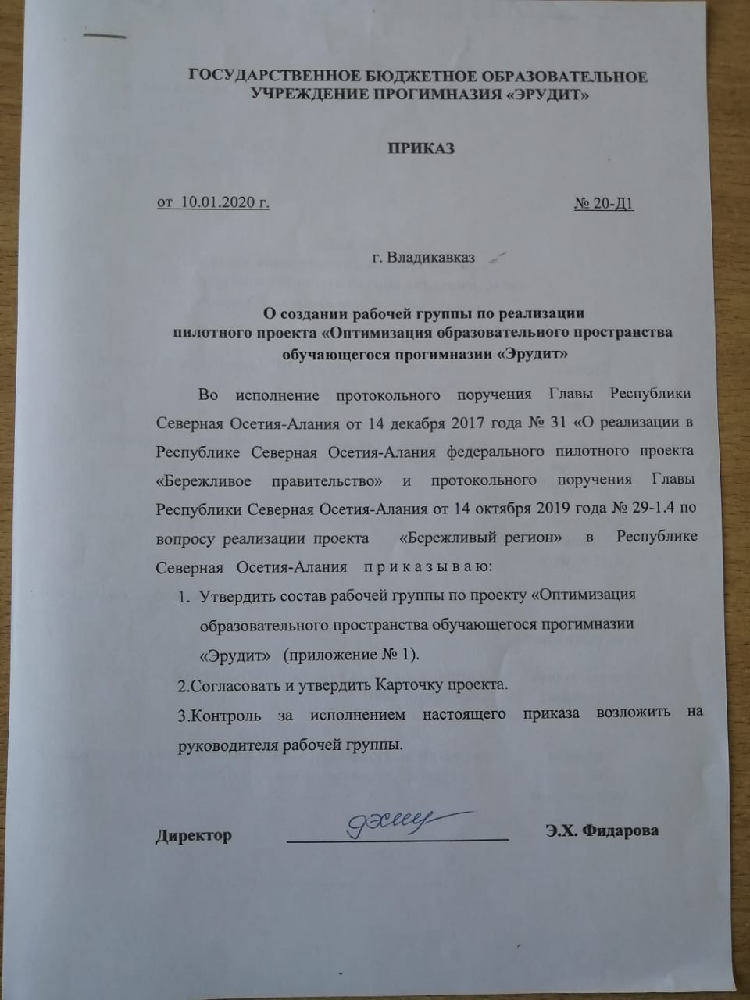 ГОСУДАРСТВЕННОЕ БЮДЖЕТНОЕ ОБРАЗОВАТЕЛЬНОЕ
УЧРЕЖДЕНИЕ ПРОГИМНАЗИЯ «ЭРУДИТ»
ПРИКАЗ
от 10.01.2020 г. № 20-Д1
г. Владикавказ
О создании рабочей группы по реализации
пилотного проекта «Оптимизация образовательного пространства
обучающегося прогимназии «Эрудит»
Во исполнение протокольного поручения Главы Республики
Северная Осетия-Алания от 14 декабря 2017 года № 31 «О реализации в
Республике Северная Осетия-Алания федерального пилотного проекта
«Бережливое правительство» и протокольного поручения Главы
Республики Северная Осетия-Алания от 14 октября 2019 года № 29-1.4 по
вопросу реализации проекта «Бережливый регион» в Республике
Северная Осетия-Алания п р и к а з ы в а ю:
1. Утвердить состав рабочей группы по проекту «Оптимизация
образовательного пространства обучающегося прогимназии
«Эрудит» (приложение № 1).
2.Согласовать и утвердить Карточку проекта.
3.Контроль за исполнением настоящего приказа возложить на
руководителя рабочей группы.
Директор Э.Х. Фидарова